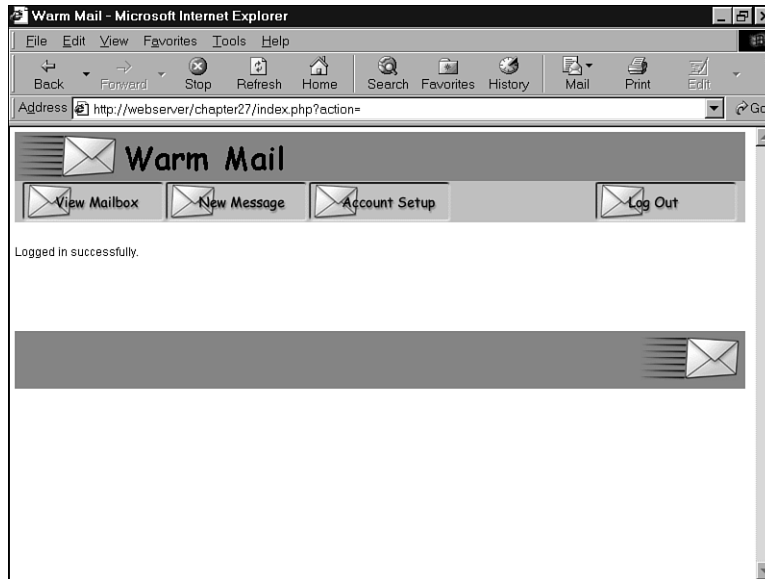 Warm Mail - Microsoft Internet Explorer
File Edit View Favorites Tools Help
Back Forward Stop Refresh Home Search Favorites History Mail Print Edit
Address http://webserver/chapter27/index.php?action= Go
Warm Mail
View Mailbox New Message Account Setup Log Out
Logged in successfully.